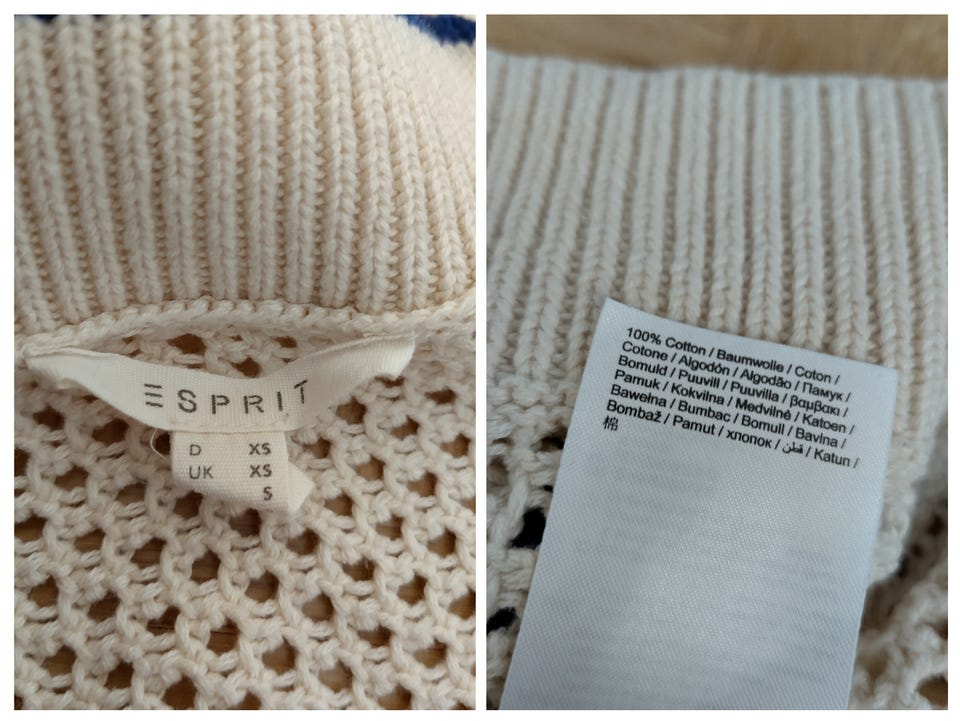 ESPRIT
D XS
UK XS
S
100% Cotton / Baumwolle / Coton /
Cotone / Algodón / Algodão / Памук /
Bomuld / Puuvill / Puuvilla / βαμβακι /
Pamuk / Kokvilna / Medvilnė / Katoen /
Bawełna / Bumbac / Bomull / Bavlna /
Bombaž / Pamut / хлопок / قطن / Katun /
棉